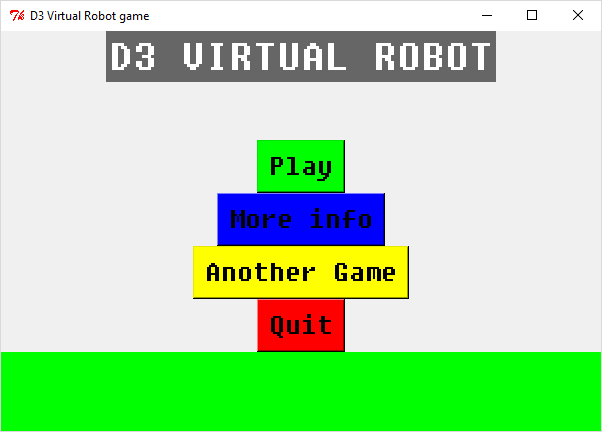 D3 Virtual Robot game
D3 VIRTUAL ROBOT
Play
More info
Another Game
Quit